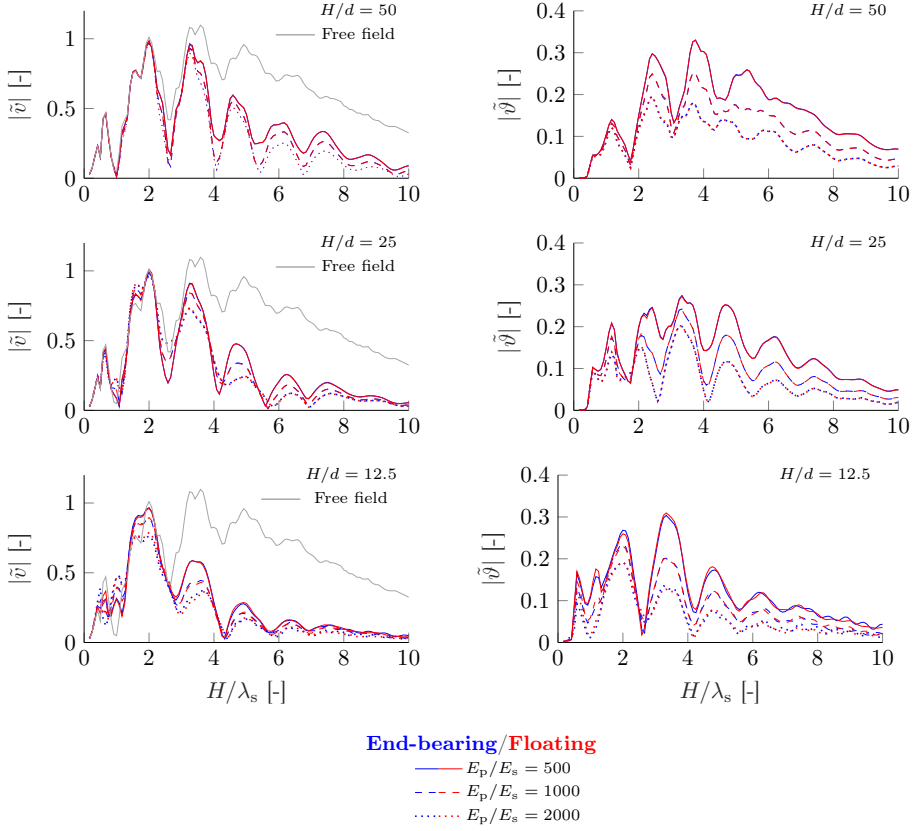 H/d = 50
Free field
1
0.5
0
|ṽ| [-]
0 2 4 6 8 10
H/d = 50
0.4
0.3
0.2
0.1
0
|ϑ̃| [-]
0 2 4 6 8 10
H/d = 25
Free field
1
0.5
0
|ṽ| [-]
0 2 4 6 8 10
H/d = 25
0.4
0.3
0.2
0.1
0
|ϑ̃| [-]
0 2 4 6 8 10
H/d = 12.5
Free field
1
0.5
0
|ṽ| [-]
0 2 4 6 8 10
H/λs [-]
H/d = 12.5
0.4
0.3
0.2
0.1
0
|ϑ̃| [-]
0 2 4 6 8 10
H/λs [-]
End-bearing/Floating
Ep/Es = 500
Ep/Es = 1000
Ep/Es = 2000